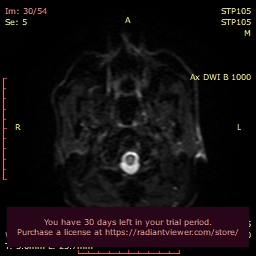 Im: 30/54
Se: 5
A
STP105
STP105
M
Ax DWI B 1000
R
L
You have 30 days left in your trial period.
Purchase a license at https://radiantviewer.com/store/